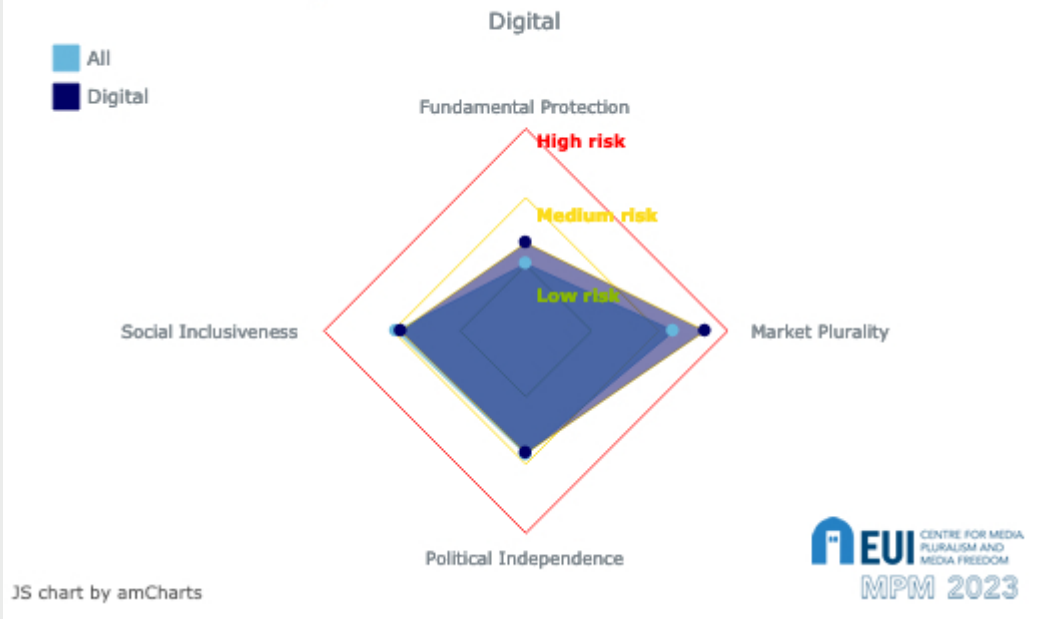 Digital
All
Digital
Fundamental Protection
High risk
Medium risk
Low risk
Social Inclusiveness
Market Plurality
Political Independence
EUI
CENTRE FOR MEDIA
PLURALISM AND
MEDIA FREEDOM
MPM 2023
JS chart by amCharts